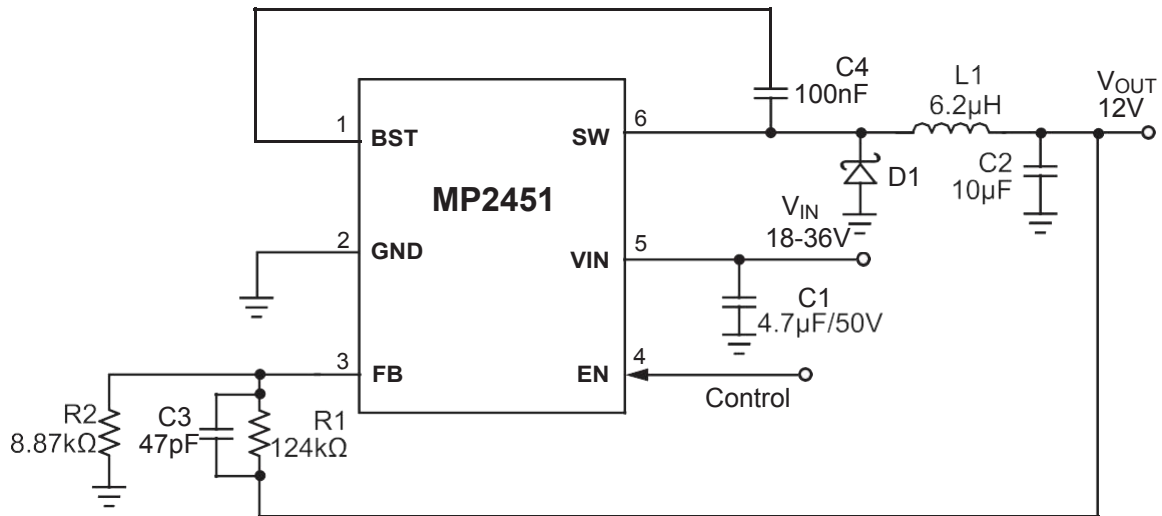 C4
100nF
L1
6.2µH
VOUT
12V
1
BST
SW
6
C2
10µF
D1
MP2451
VIN
18-36V
2
GND
VIN
5
C1
4.7µF/50V
3
FB
EN
4
Control
R2
8.87kΩ
C3
47pF
R1
124kΩ